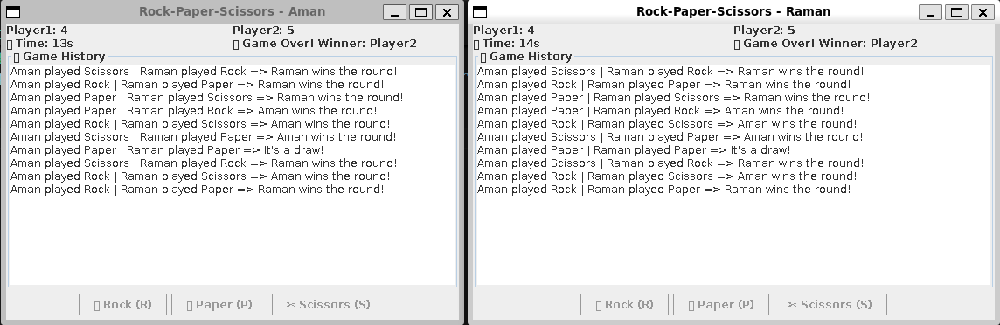 Rock-Paper-Scissors - Aman
Player1: 4
Player2: 5
Time: 13s
Game Over! Winner: Player2
Game History
Aman played Scissors | Raman played Rock => Raman wins the round!
Aman played Rock | Raman played Paper => Raman wins the round!
Aman played Paper | Raman played Scissors => Raman wins the round!
Aman played Paper | Raman played Rock => Aman wins the round!
Aman played Rock | Raman played Scissors => Aman wins the round!
Aman played Scissors | Raman played Paper => Aman wins the round!
Aman played Paper | Raman played Paper => It's a draw!
Aman played Scissors | Raman played Rock => Raman wins the round!
Aman played Rock | Raman played Scissors => Aman wins the round!
Aman played Rock | Raman played Paper => Raman wins the round!
Rock (R)
Paper (P)
✂ Scissors (S)
Rock-Paper-Scissors - Raman
Player1: 4
Player2: 5
Time: 14s
Game Over! Winner: Player2
Game History
Aman played Scissors | Raman played Rock => Raman wins the round!
Aman played Rock | Raman played Paper => Raman wins the round!
Aman played Paper | Raman played Scissors => Raman wins the round!
Aman played Paper | Raman played Rock => Aman wins the round!
Aman played Rock | Raman played Scissors => Aman wins the round!
Aman played Scissors | Raman played Paper => Aman wins the round!
Aman played Paper | Raman played Paper => It's a draw!
Aman played Scissors | Raman played Rock => Raman wins the round!
Aman played Rock | Raman played Scissors => Aman wins the round!
Aman played Rock | Raman played Paper => Raman wins the round!
Rock (R)
Paper (P)
✂ Scissors (S)